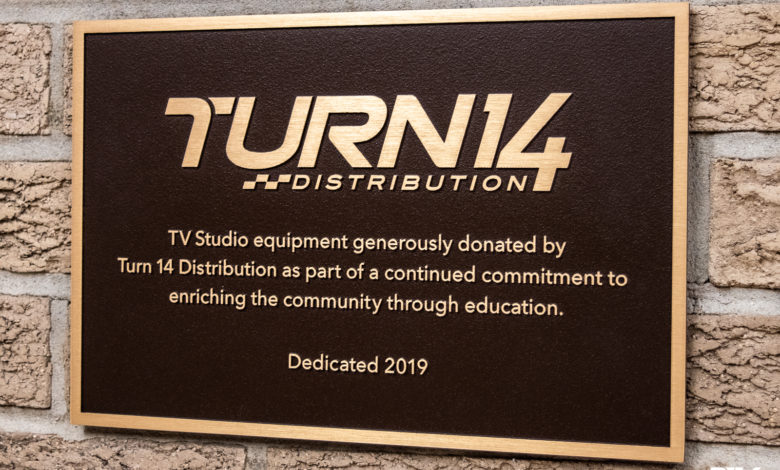 TURN14
DISTRIBUTION
TV Studio equipment generously donated by
Turn 14 Distribution as part of a continued commitment to
enriching the community through education.
Dedicated 2019